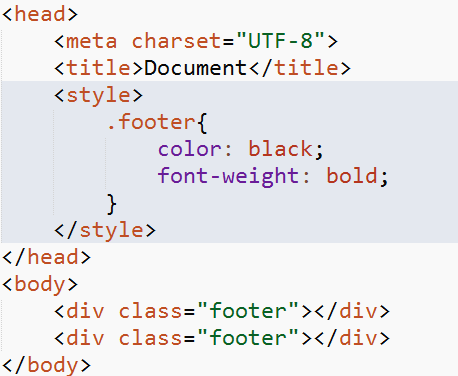 <head>
    <meta charset="UTF-8">
    <title>Document</title>
    <style>
        .footer{
            color: black;
            font-weight: bold;
        }
    </style>
</head>
<body>
    <div class="footer"></div>
    <div class="footer"></div>
</body>